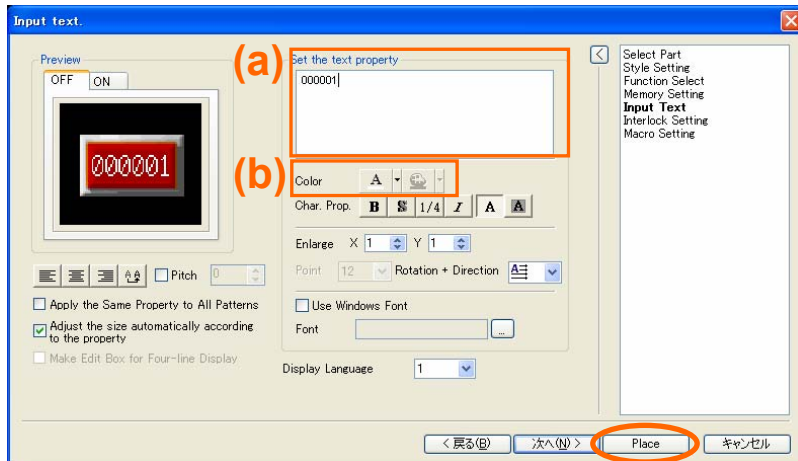 Input text.
Preview
OFF
ON
000001
Pitch
0
Apply the Same Property to All Patterns
Adjust the size automatically according
to the property
Make Edit Box for Four-line Display
(a)
Set the text property
000001
(b)
Color
A
Char. Prop.
B
S
1/4
I
A
A
Enlarge X 1 Y 1
Point 12 Rotation + Direction
Use Windows Font
Font
...
Display Language 1
<
Select Part
Style Setting
Function Select
Memory Setting
Input Text
Interlock Setting
Macro Setting
< 戻る(B)
次へ(N) >
Place
キャンセル